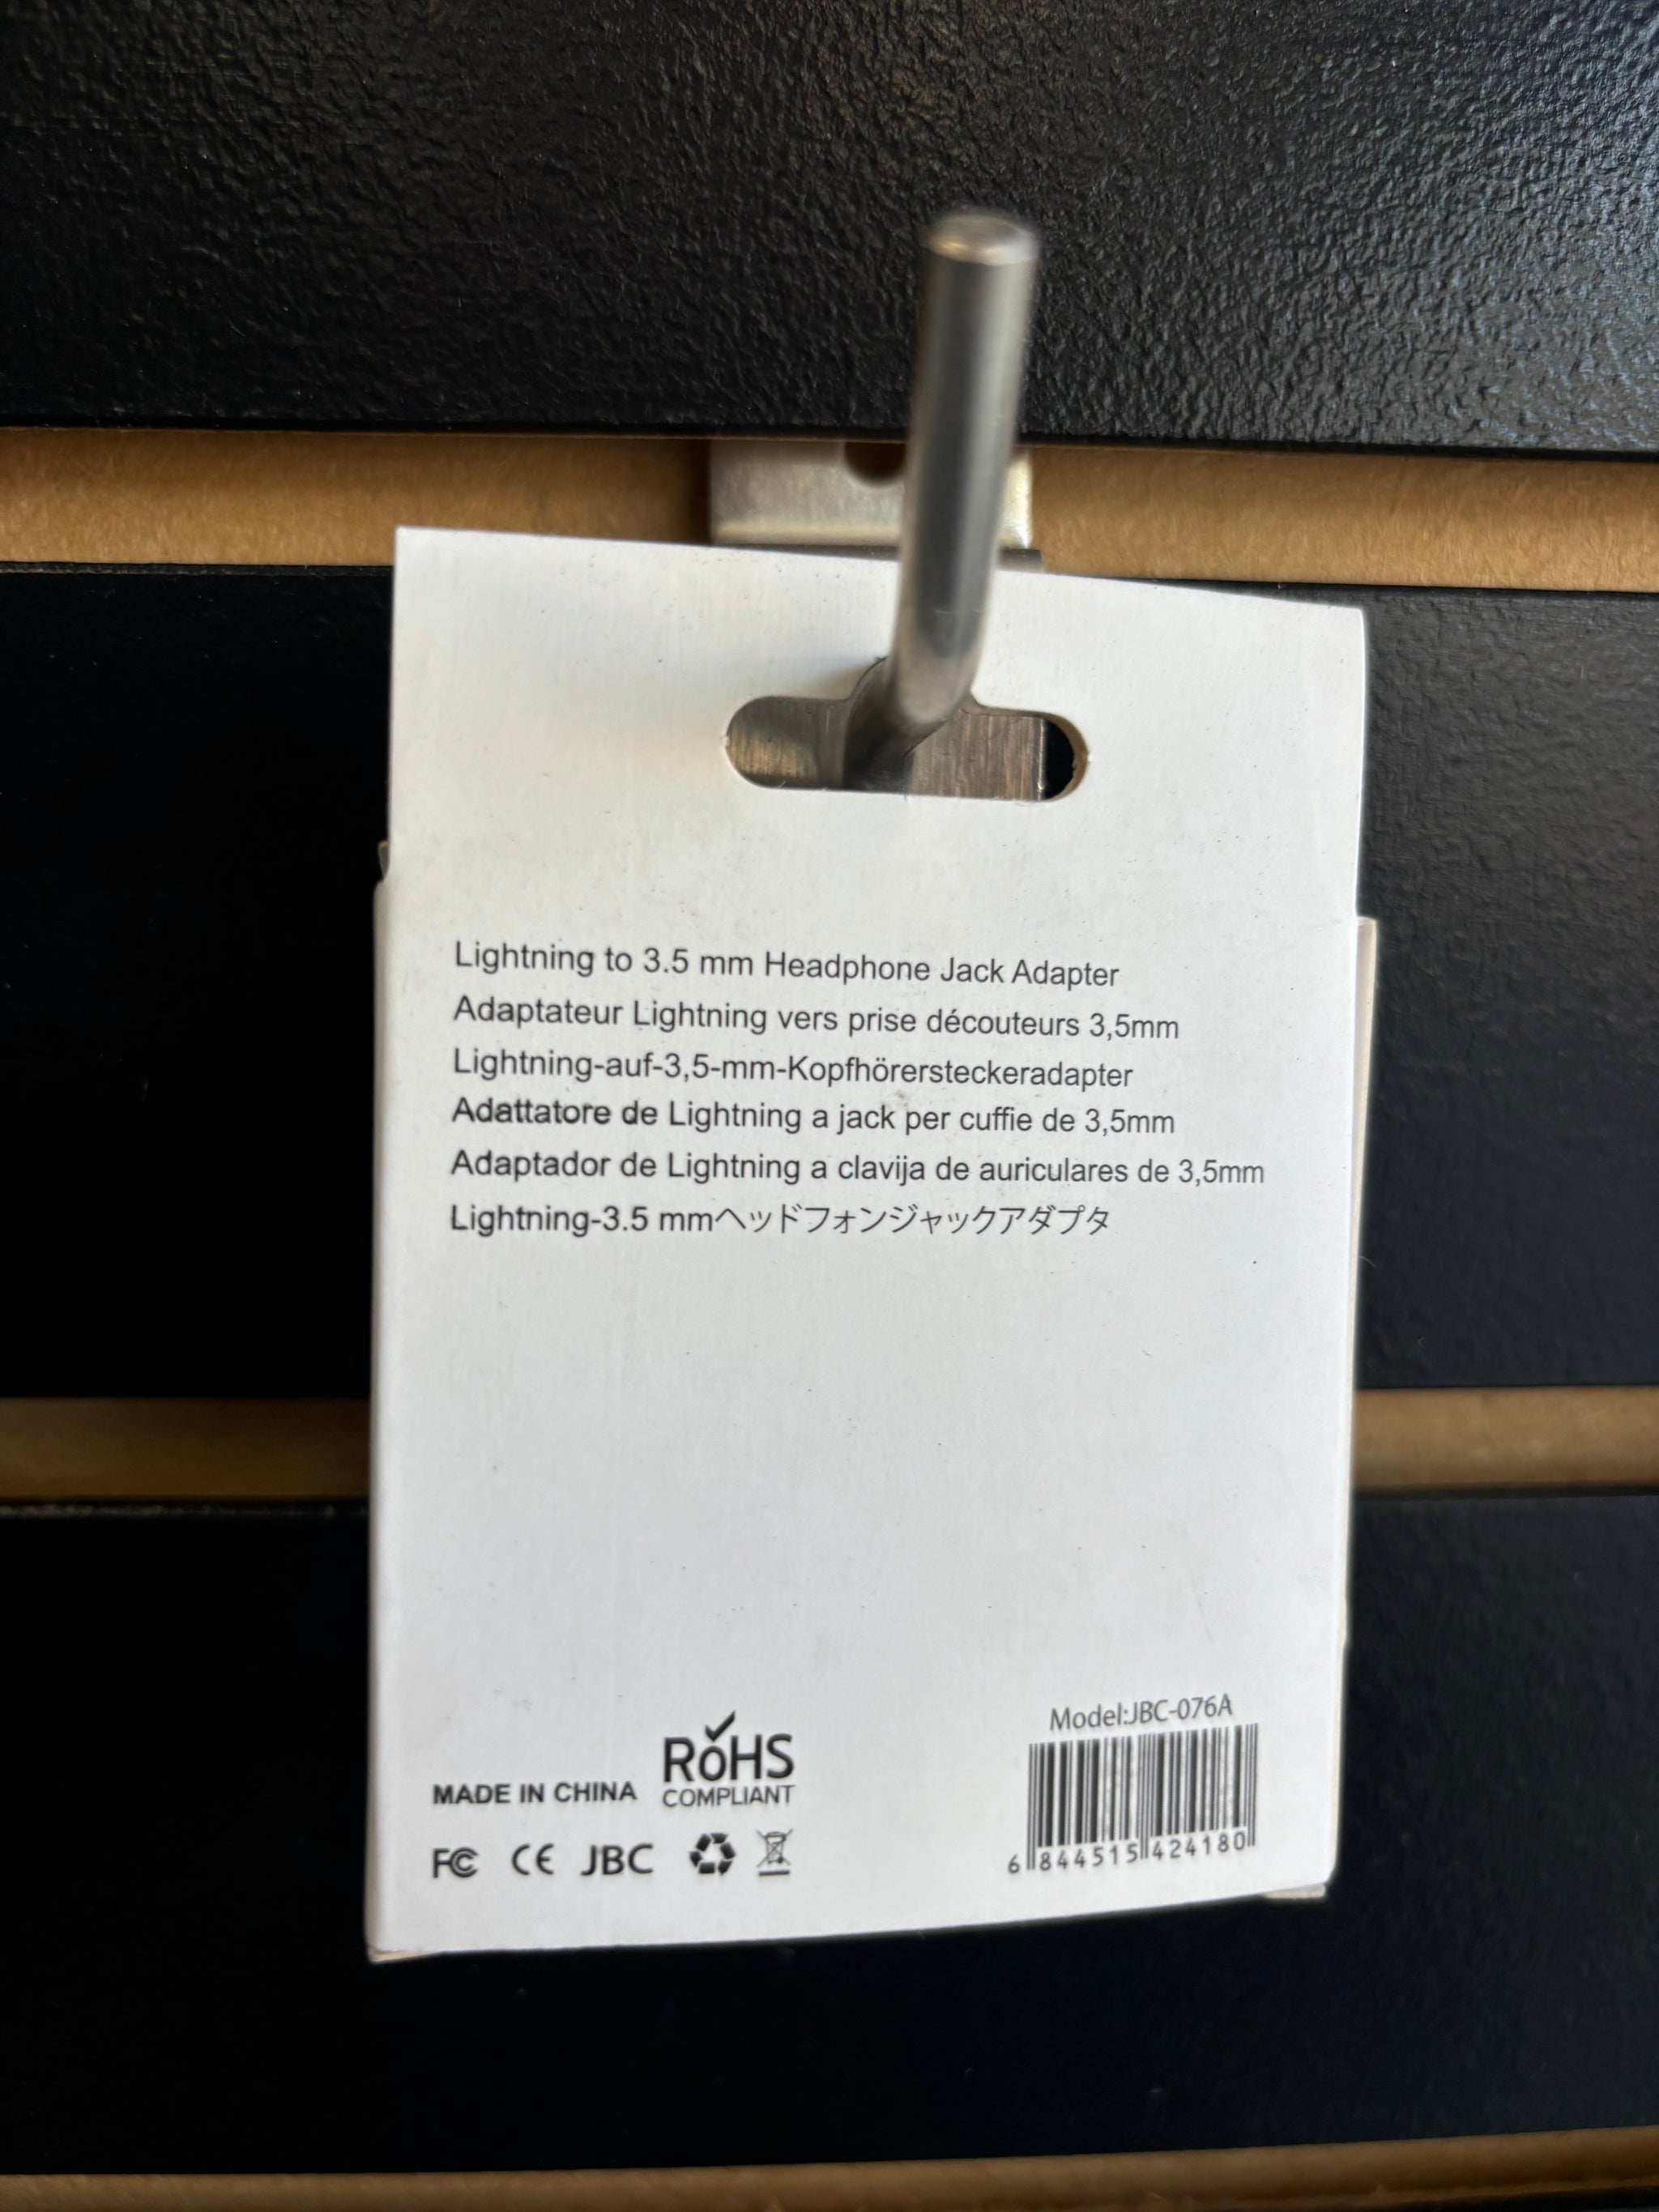 Lightning to 3.5 mm Headphone Jack Adapter
Adaptateur Lightning vers prise découteurs 3,5mm
Lightning-auf-3,5-mm-Kopfhörersteckeradapter
Adattatore de Lightning a jack per cuffie de 3,5mm
Adaptador de Lightning a clavija de auriculares de 3,5mm
Lightning-3.5 mmヘッドフォンジャックアダプタ
MADE IN CHINA
RoHS
COMPLIANT
FC CE JBC
Model:JBC-076A
6 844515 424180